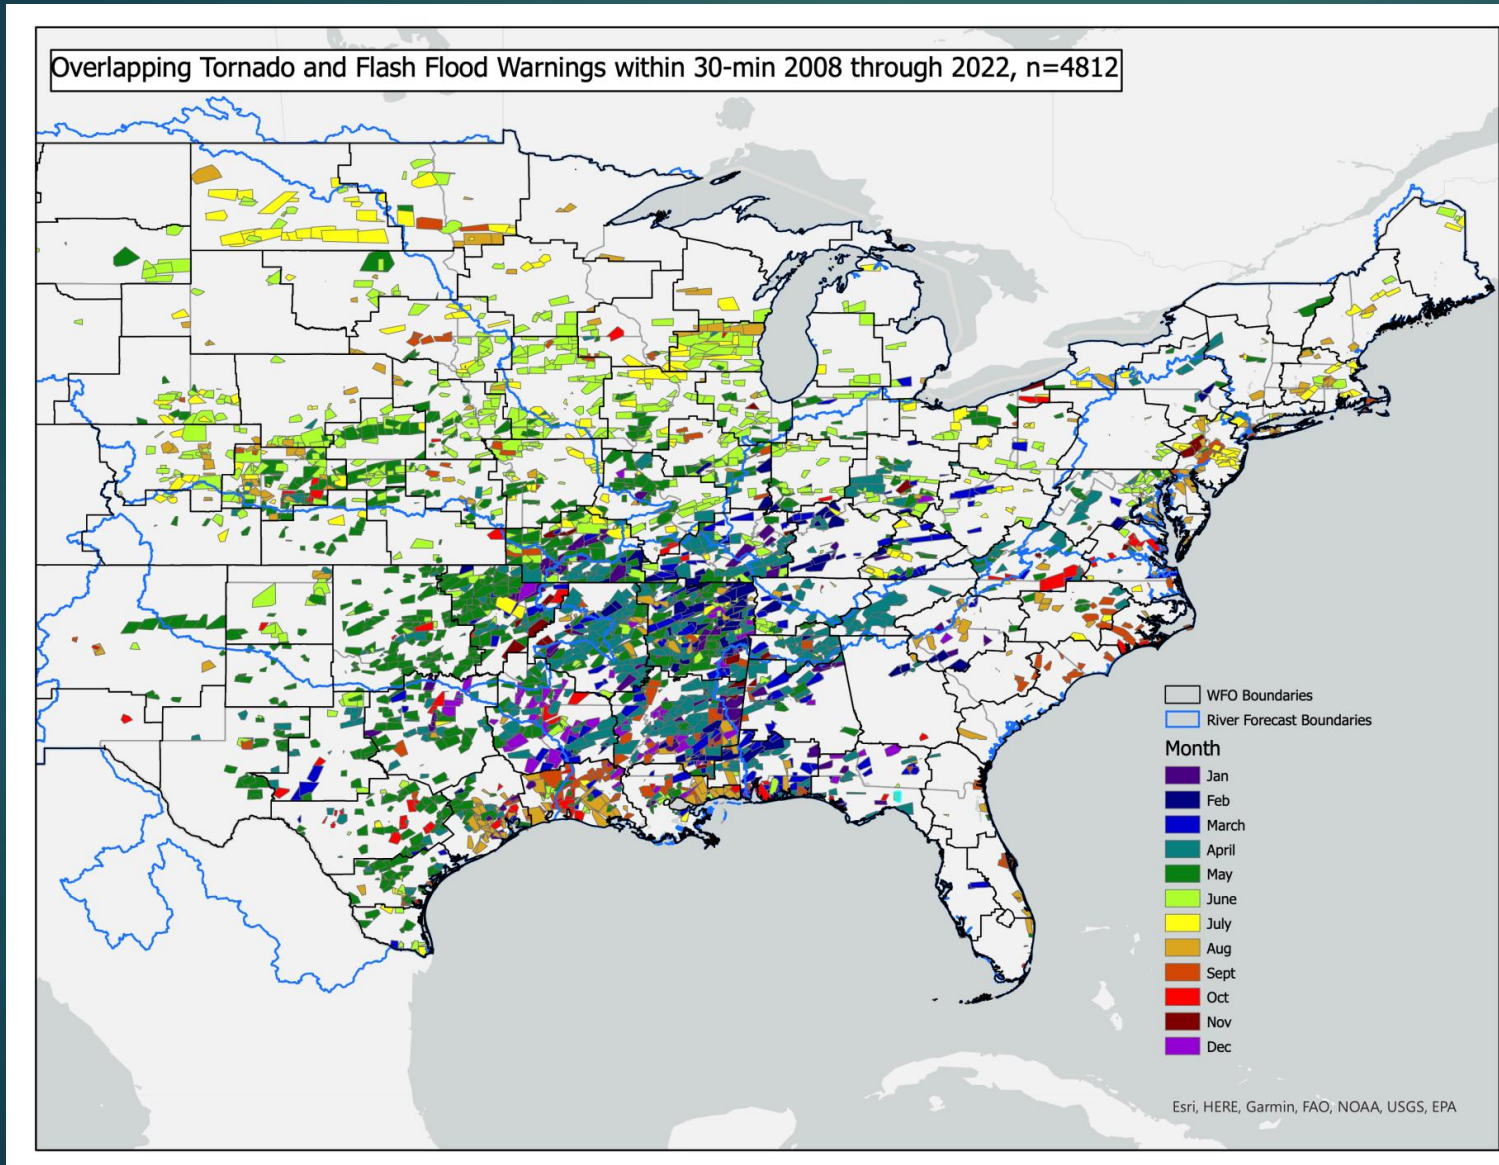 Overlapping Tornado and Flash Flood Warnings within 30-min 2008 through 2022, n=4812
WFO Boundaries
River Forecast Boundaries
Month
Jan
Feb
March
April
May
June
July
Aug
Sept
Oct
Nov
Dec
Esri, HERE, Garmin, FAO, NOAA, USGS, EPA